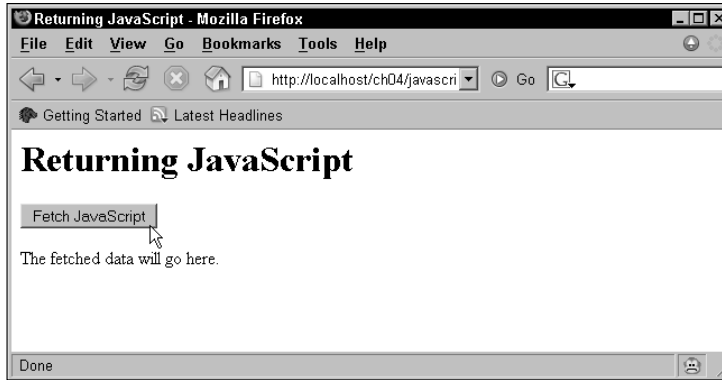 Returning JavaScript - Mozilla Firefox
File Edit View Go Bookmarks Tools Help
http://localhost/ch04/javascri Go G
Getting Started Latest Headlines
Returning JavaScript
Fetch JavaScript
The fetched data will go here.
Done